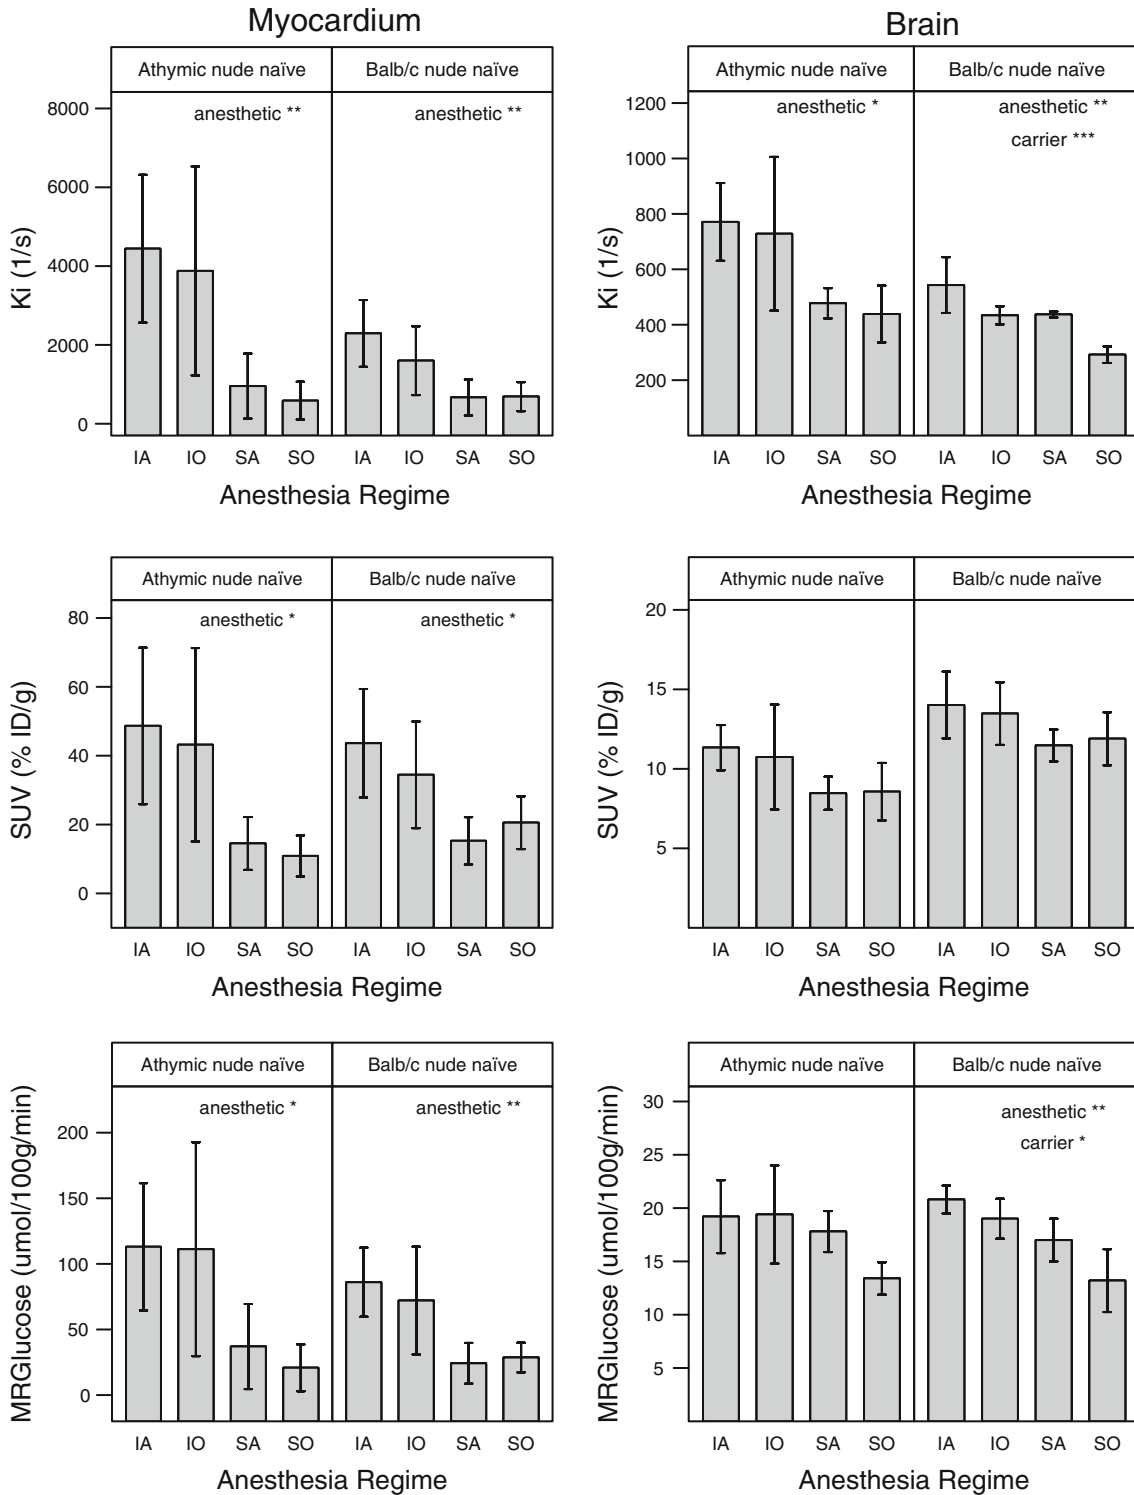 Myocardium
Athymic nude naïve
Balb/c nude naïve
anesthetic **
anesthetic **
8000
6000
4000
2000
0
Ki (1/s)
IA IO SA SO IA IO SA SO
Anesthesia Regime
Brain
Athymic nude naïve
Balb/c nude naïve
anesthetic *
anesthetic **
carrier ***
1200
1000
800
600
400
200
Ki (1/s)
IA IO SA SO IA IO SA SO
Anesthesia Regime
Athymic nude naïve
Balb/c nude naïve
anesthetic *
anesthetic *
80
60
40
20
0
SUV (% ID/g)
IA IO SA SO IA IO SA SO
Anesthesia Regime
Athymic nude naïve
Balb/c nude naïve
20
15
10
5
SUV (% ID/g)
IA IO SA SO IA IO SA SO
Anesthesia Regime
Athymic nude naïve
Balb/c nude naïve
anesthetic *
anesthetic **
200
150
100
50
0
MRGlucose (umol/100g/min)
IA IO SA SO IA IO SA SO
Anesthesia Regime
Athymic nude naïve
Balb/c nude naïve
anesthetic **
carrier *
30
25
20
15
10
5
MRGlucose (umol/100g/min)
IA IO SA SO IA IO SA SO
Anesthesia Regime